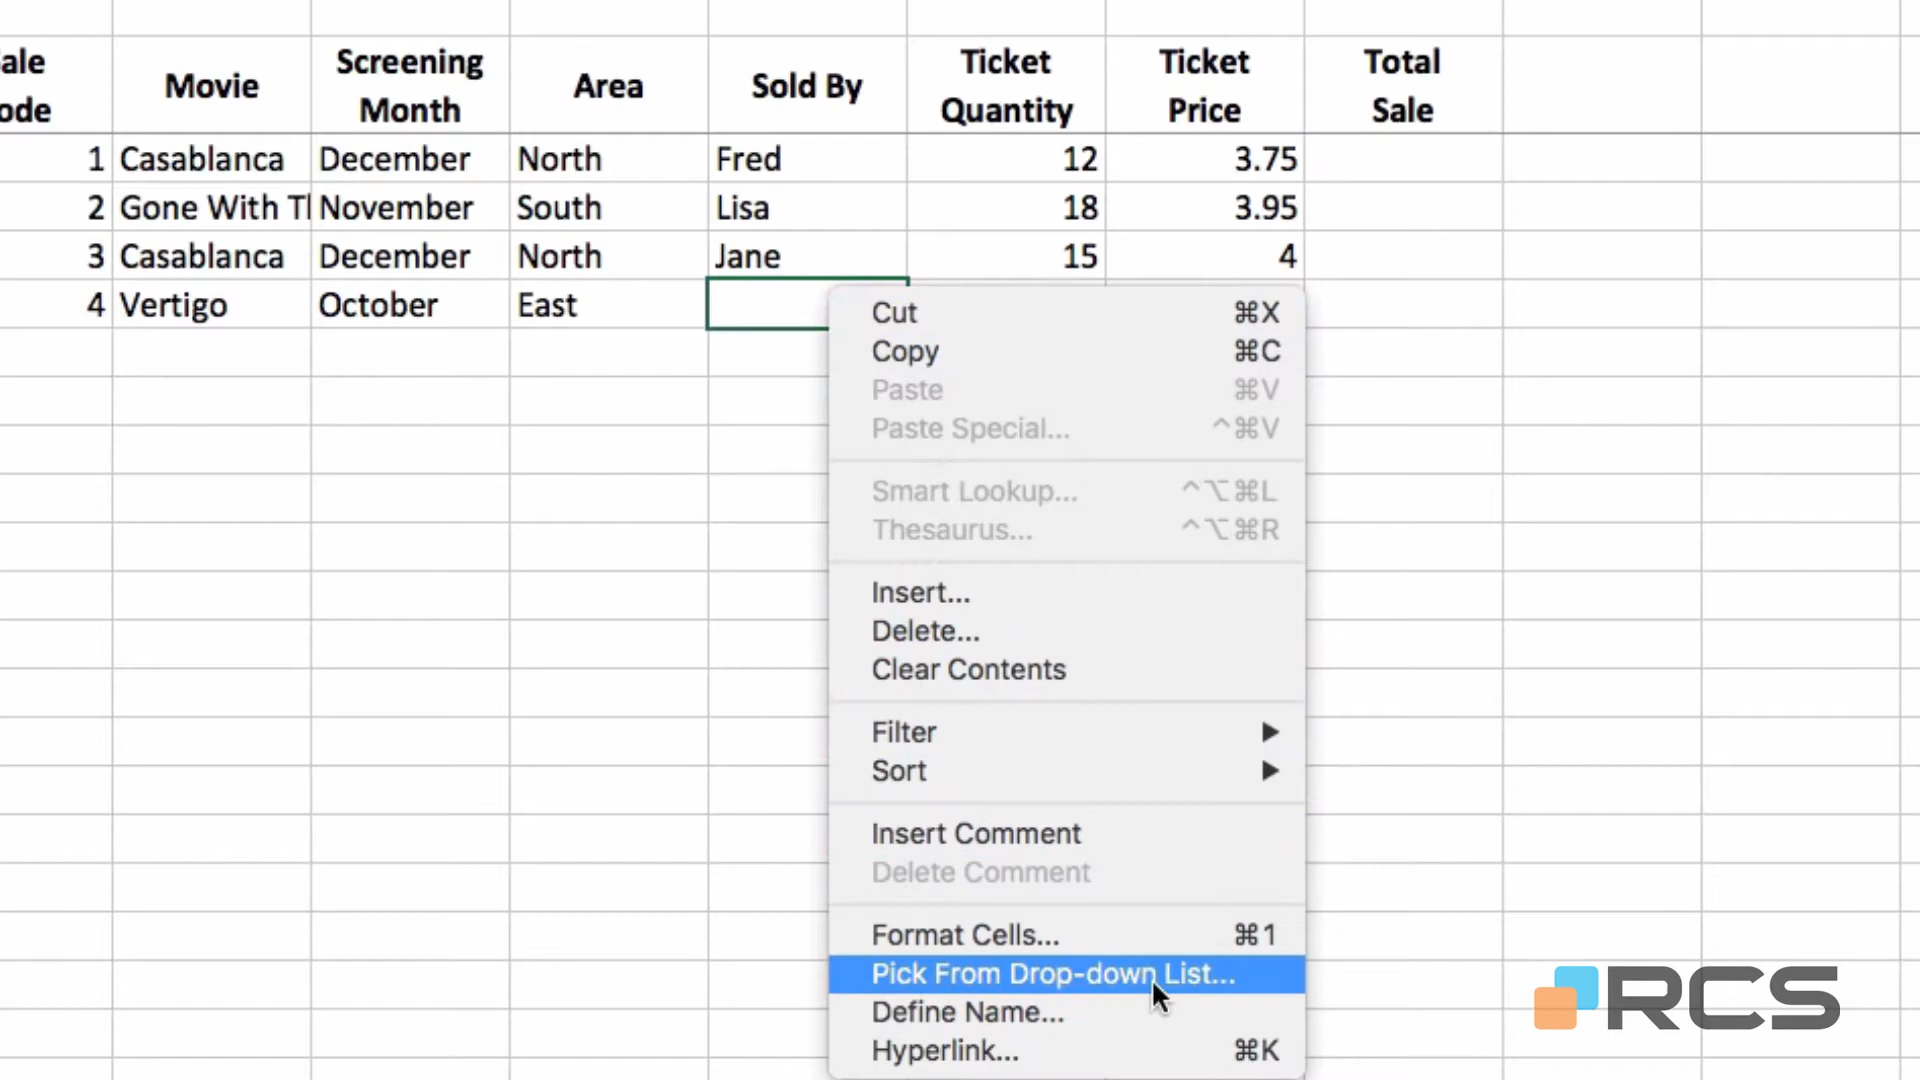 ale
ode
Movie
Screening
Month
Area
Sold By
Ticket
Quantity
Ticket
Price
Total
Sale
1 Casablanca December North Fred 12 3.75
2 Gone With Tl November South Lisa 18 3.95
3 Casablanca December North Jane 15 4
4 Vertigo October East
Cut ⌘X
Copy ⌘C
Paste ⌘V
Paste Special... ^⌘V
Smart Lookup... ^⌥⌘L
Thesaurus... ^⌥⌘R
Insert...
Delete...
Clear Contents
Filter ▶
Sort ▶
Insert Comment
Delete Comment
Format Cells... ⌘1
Pick From Drop-down List...
Define Name...
Hyperlink... ⌘K
RCS